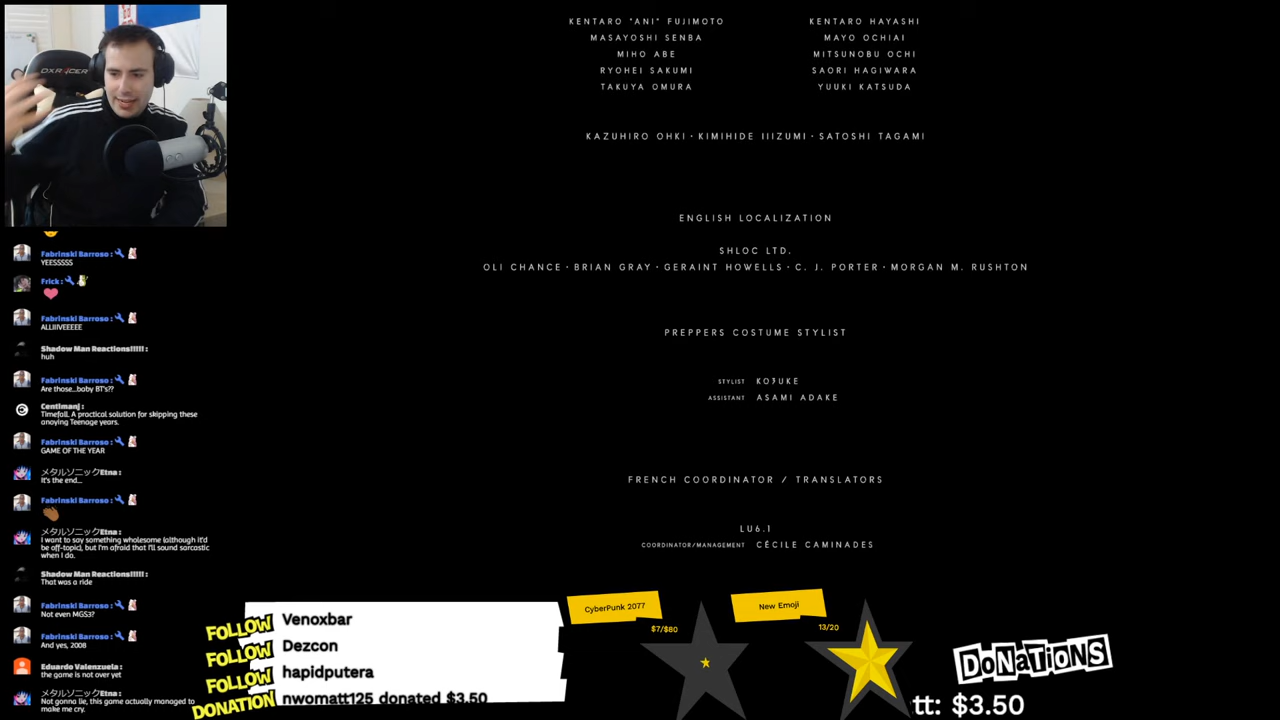 DXRACER
KENTARO "ANI" FUJIMOTO
KENTARO HAYASHI
MASAYOSHI SENBA
MAYO OCHIAI
MIHO ABE
MITSUNOBU OCHI
RYOHEI SAKUMI
SAORI HAGIWARA
TAKUYA OMURA
YUUKI KATSUDA
KAZUHIRO OHKI · KIMIHIDE IIIZUMI · SATOSHI TAGAMI
ENGLISH LOCALIZATION
SHLOC LTD.
OLI CHANCE · BRIAN GRAY · GERAINT HOWELLS · C. J. PORTER · MORGAN M. RUSHTON
PREPPERS COSTUME STYLIST
STYLIST KO3UKE
ASSISTANT ASAMI ADAKE
FRENCH COORDINATOR / TRANSLATORS
LU6.1
COORDINATOR/MANAGEMENT CÉCILE CAMINADES
Fabrinski Barroso :
YEESSSSS
Frick :
Fabrinski Barroso :
ALLIIIVEEEEE
Shadow Man Reactions!!!!! :
huh
Fabrinski Barroso :
Are those...baby BT's??
Centimanj :
Timefall. A practical solution for skipping these
anoying Teenage years.
Fabrinski Barroso :
GAME OF THE YEAR
メタルソニックEtna :
It's the end...
Fabrinski Barroso :
メタルソニックEtna :
I want to say something wholesome (although it'd
be off-topic), but I'm afraid that I'll sound sarcastic
when I do.
Shadow Man Reactions!!!!! :
That was a ride
Fabrinski Barroso :
Not even MGS3?
Fabrinski Barroso :
And yes, 2008
Eduardo Valenzuela :
the game is not over yet
メタルソニックEtna :
Not gonna lie, this game actually managed to
make me cry.
FOLLOW Venoxbar
FOLLOW Dezcon
FOLLOW hapidputera
DONATION nwomatt125 donated $3.50
CyberPunk 2077
$7/$80
New Emoji
13/20
DONATIONS
tt: $3.50